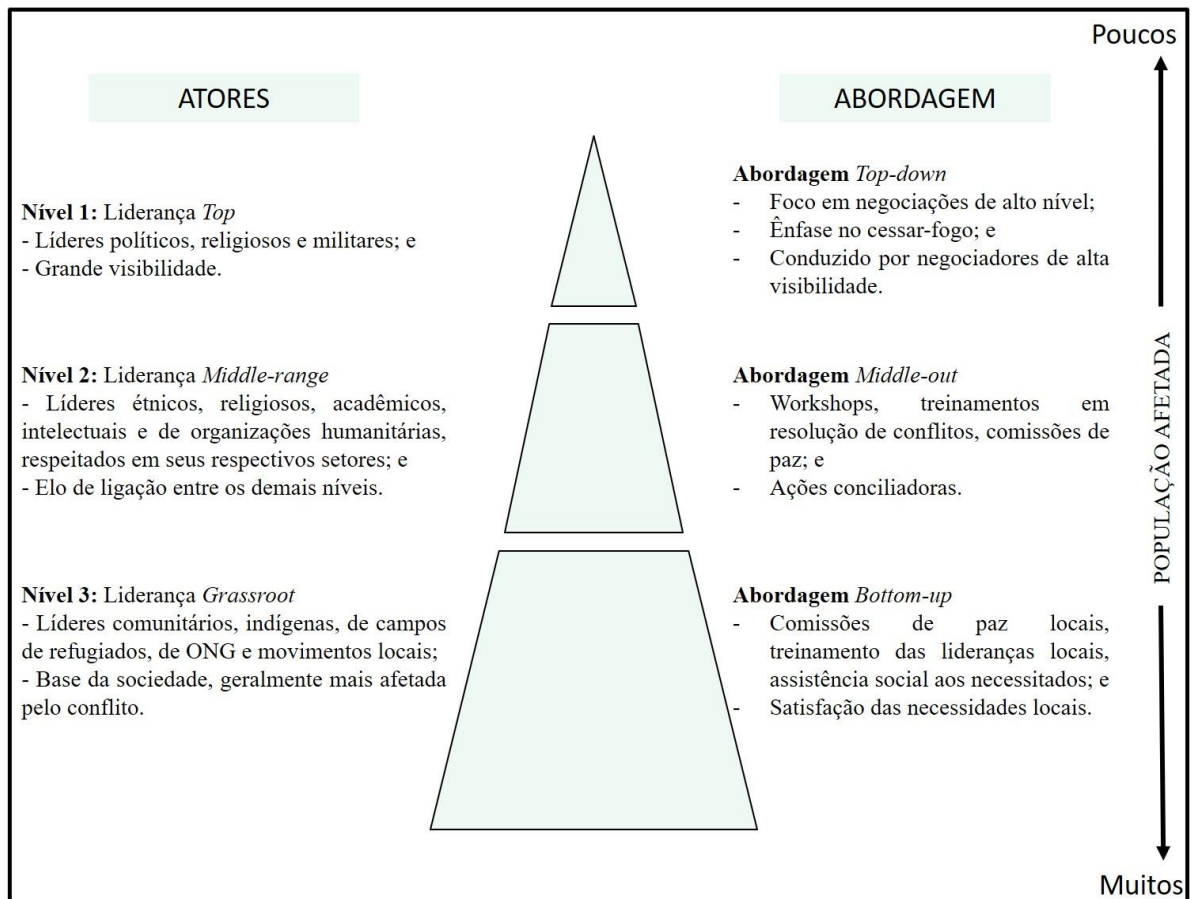 Poucos
ATORES
ABORDAGEM
Nível 1: Liderança Top
- Líderes políticos, religiosos e militares; e
- Grande visibilidade.
Abordagem Top-down
- Foco em negociações de alto nível;
- Ênfase no cessar-fogo; e
- Conduzido por negociadores de alta
visibilidade.
Nível 2: Liderança Middle-range
- Líderes étnicos, religiosos, acadêmicos,
intelectuais e de organizações humanitárias,
respeitados em seus respectivos setores; e
- Elo de ligação entre os demais níveis.
Abordagem Middle-out
- Workshops, treinamentos em
resolução de conflitos, comissões de
paz; e
- Ações conciliadoras.
Nível 3: Liderança Grassroot
- Líderes comunitários, indígenas, de campos
de refugiados, de ONG e movimentos locais;
- Base da sociedade, geralmente mais afetada
pelo conflito.
Abordagem Bottom-up
- Comissões de paz locais,
treinamento das lideranças locais,
assistência social aos necessitados; e
- Satisfação das necessidades locais.
POPULAÇÃO AFETADA
Muitos